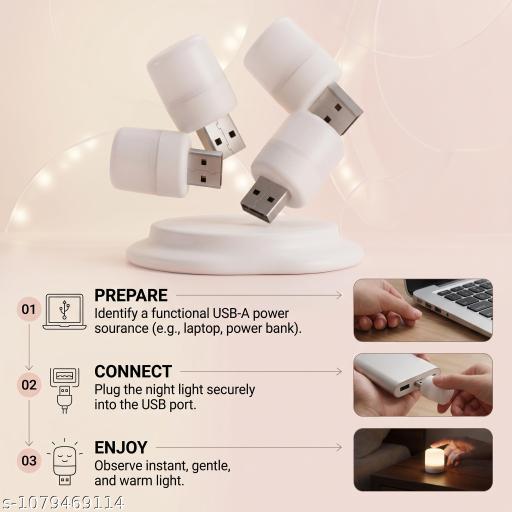 01
PREPARE
Identify a functional USB-A power
sourance (e.g., laptop, power bank).
02
CONNECT
Plug the night light securely
into the USB port.
03
ENJOY
Observe instant, gentle,
and warm light.
s-1079469114